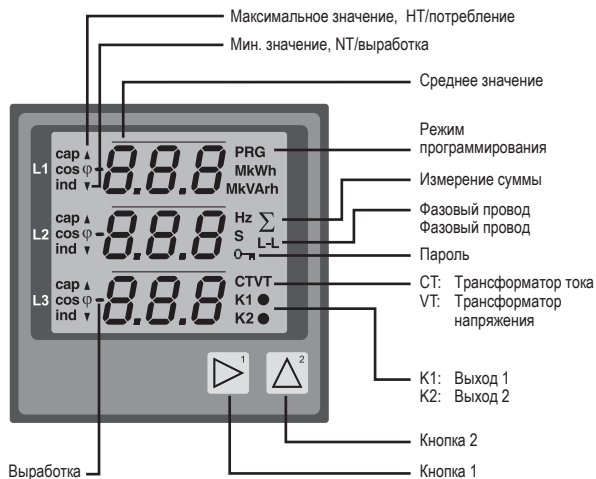 Максимальное значение, HT/потребление
Мин. значение, NT/выработка
Среднее значение
Режим
программирования
Измерение суммы
Фазовый провод
Фазовый провод
Пароль
CT: Трансформатор тока
VT: Трансформатор
напряжения
K1: Выход 1
K2: Выход 2
Кнопка 2
Кнопка 1
Выработка
L1
cap ▲
cos φ
ind ▼
8.8.8
PRG
MkWh
MkVArh
L2
cap ▲
cos φ
ind ▼
8.8.8
Hz Σ
S
L-L
L3
cap ▲
cos φ
ind ▼
8.8.8
CTVT
K1 ●
K2 ●
1
2